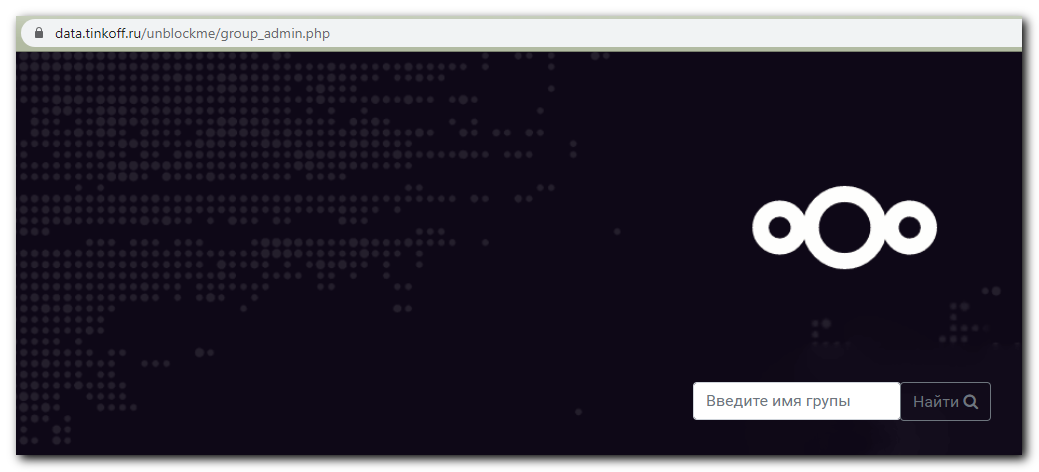 data.tinkoff.ru/unblockme/group_admin.php
Введите имя групы
Найти